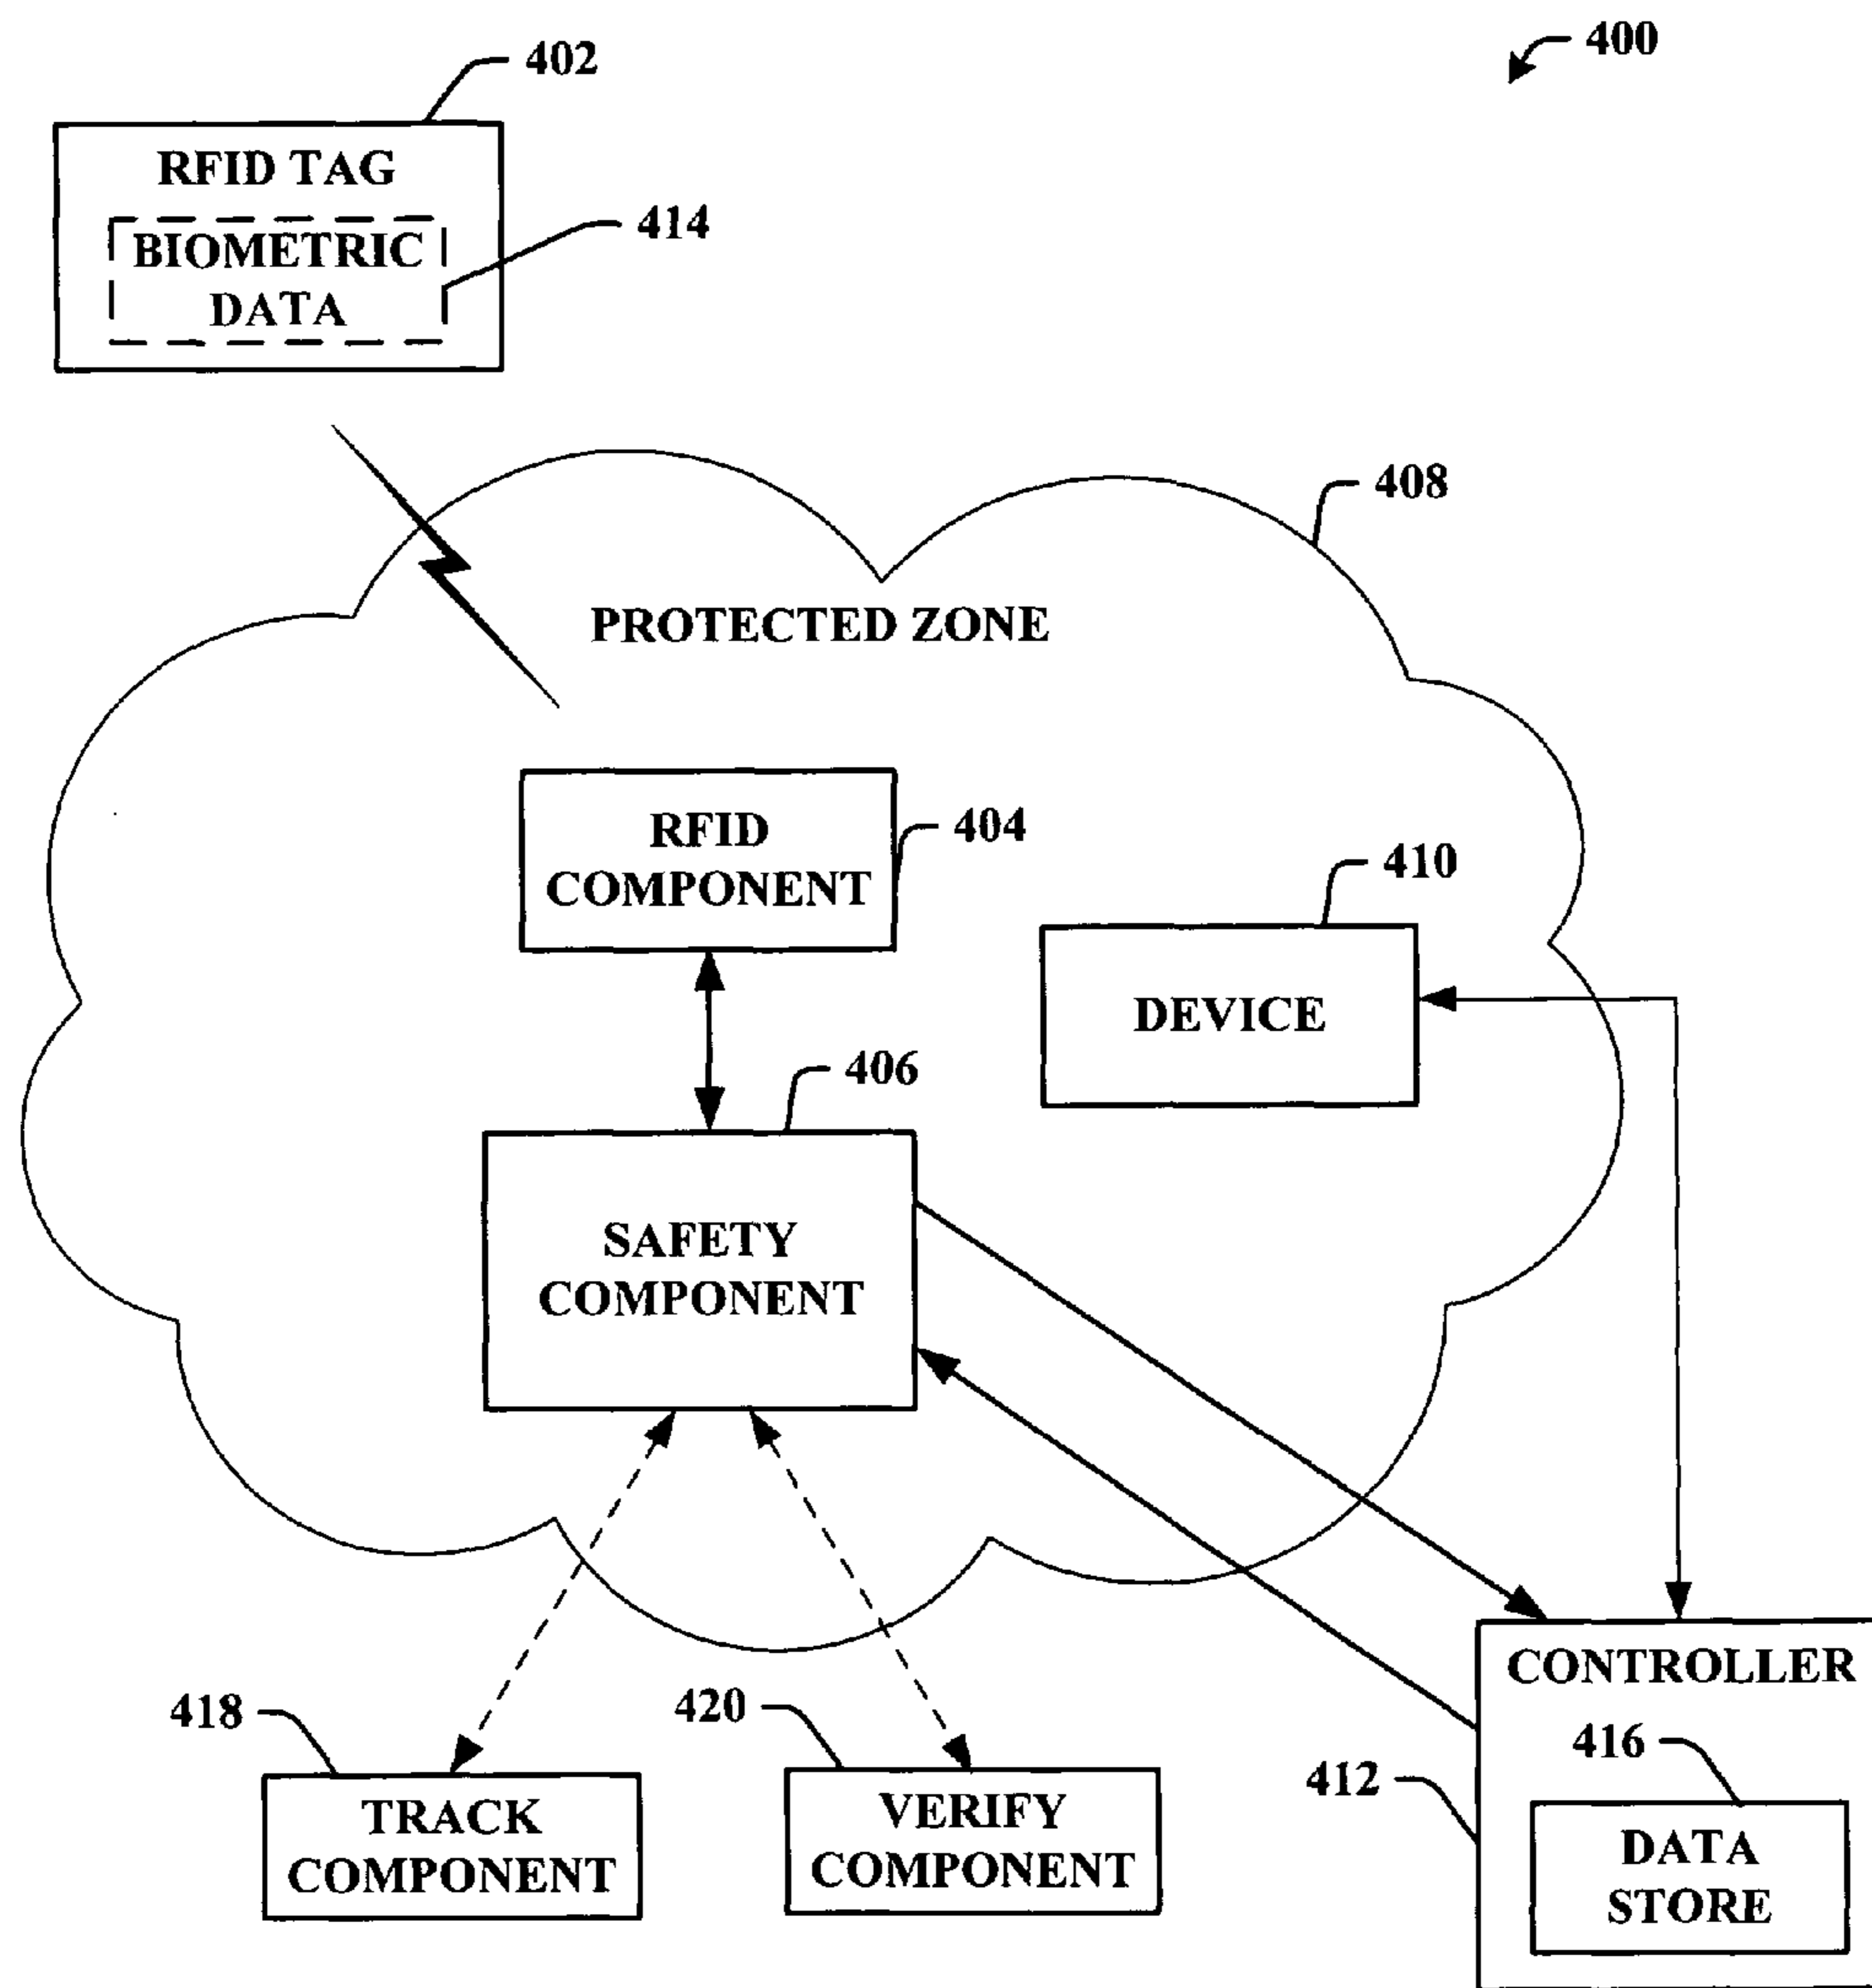 400
402
RFID TAG
414
BIOMETRIC
DATA
408
PROTECTED ZONE
RFID
COMPONENT
404
410
DEVICE
406
SAFETY
COMPONENT
418
TRACK
COMPONENT
420
VERIFY
COMPONENT
CONTROLLER
412
416
DATA
STORE